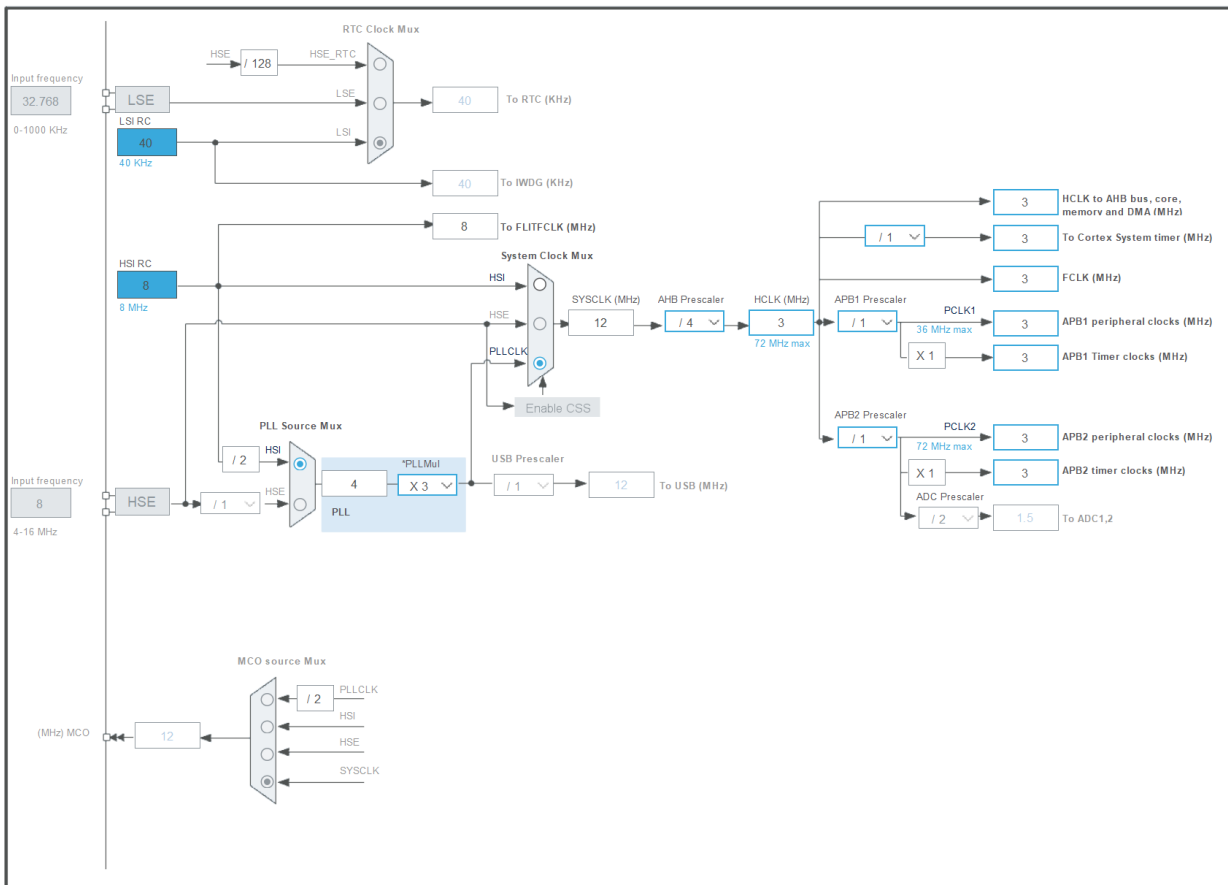 RTC Clock Mux
HSE
/ 128
HSE_RTC
Input frequency
32.768
0-1000 KHz
LSE
LSE
40
To RTC (KHz)
LSI RC
40
40 KHz
LSI
40
To IWDG (KHz)
8
To FLITFCLK (MHz)
HSI RC
8
8 MHz
System Clock Mux
HSI
HSE
PLLCLK
Enable CSS
SYSCLK (MHz)
12
AHB Prescaler
/ 4
HCLK (MHz)
3
72 MHz max
3
HCLK to AHB bus, core,
memory and DMA (MHz)
/ 1
3
To Cortex System timer (MHz)
3
FCLK (MHz)
APB1 Prescaler
/ 1
PCLK1
36 MHz max
3
APB1 peripheral clocks (MHz)
X 1
3
APB1 Timer clocks (MHz)
APB2 Prescaler
/ 1
PCLK2
72 MHz max
3
APB2 peripheral clocks (MHz)
X 1
3
APB2 timer clocks (MHz)
ADC Prescaler
/ 2
1.5
To ADC1,2
PLL Source Mux
/ 2
HSI
Input frequency
8
4-16 MHz
HSE
/ 1
HSE
4
*PLLMul
X 3
PLL
USB Prescaler
/ 1
12
To USB (MHz)
MCO source Mux
PLLCLK
/ 2
HSI
HSE
SYSCLK
(MHz) MCO
12